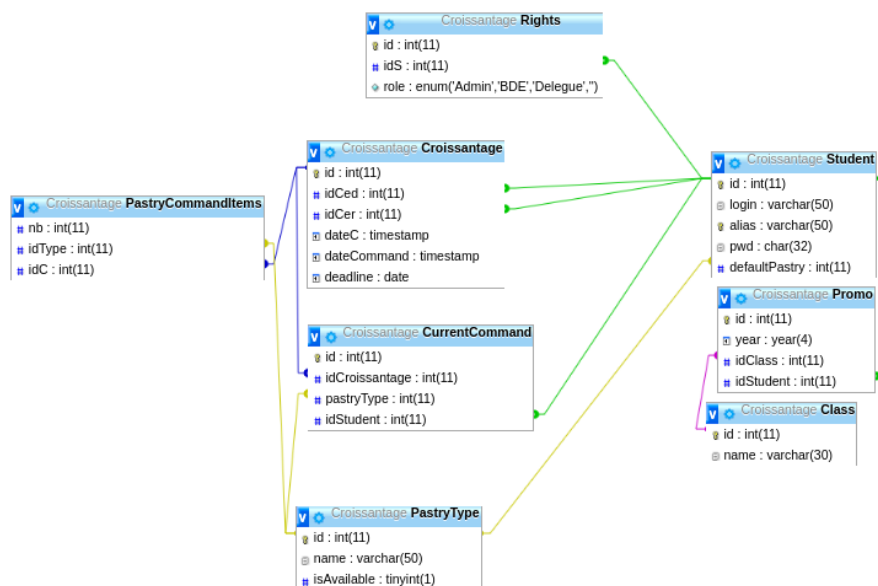 Croissantage Rights
id : int(11)
idS : int(11)
role : enum('Admin','BDE','Delegue','')
Croissantage Croissantage
id : int(11)
idCed : int(11)
idCer : int(11)
dateC : timestamp
dateCommand : timestamp
deadline : date
Croissantage Student
id : int(11)
login : varchar(50)
alias : varchar(50)
pwd : char(32)
defaultPastry : int(11)
Croissantage PastryCommandItems
nb : int(11)
idType : int(11)
idC : int(11)
Croissantage Promo
id : int(11)
year : year(4)
idClass : int(11)
idStudent : int(11)
Croissantage CurrentCommand
id : int(11)
idCroissantage : int(11)
pastryType : int(11)
idStudent : int(11)
Croissantage Class
id : int(11)
name : varchar(30)
Croissantage PastryType
id : int(11)
name : varchar(50)
isAvailable : tinyint(1)